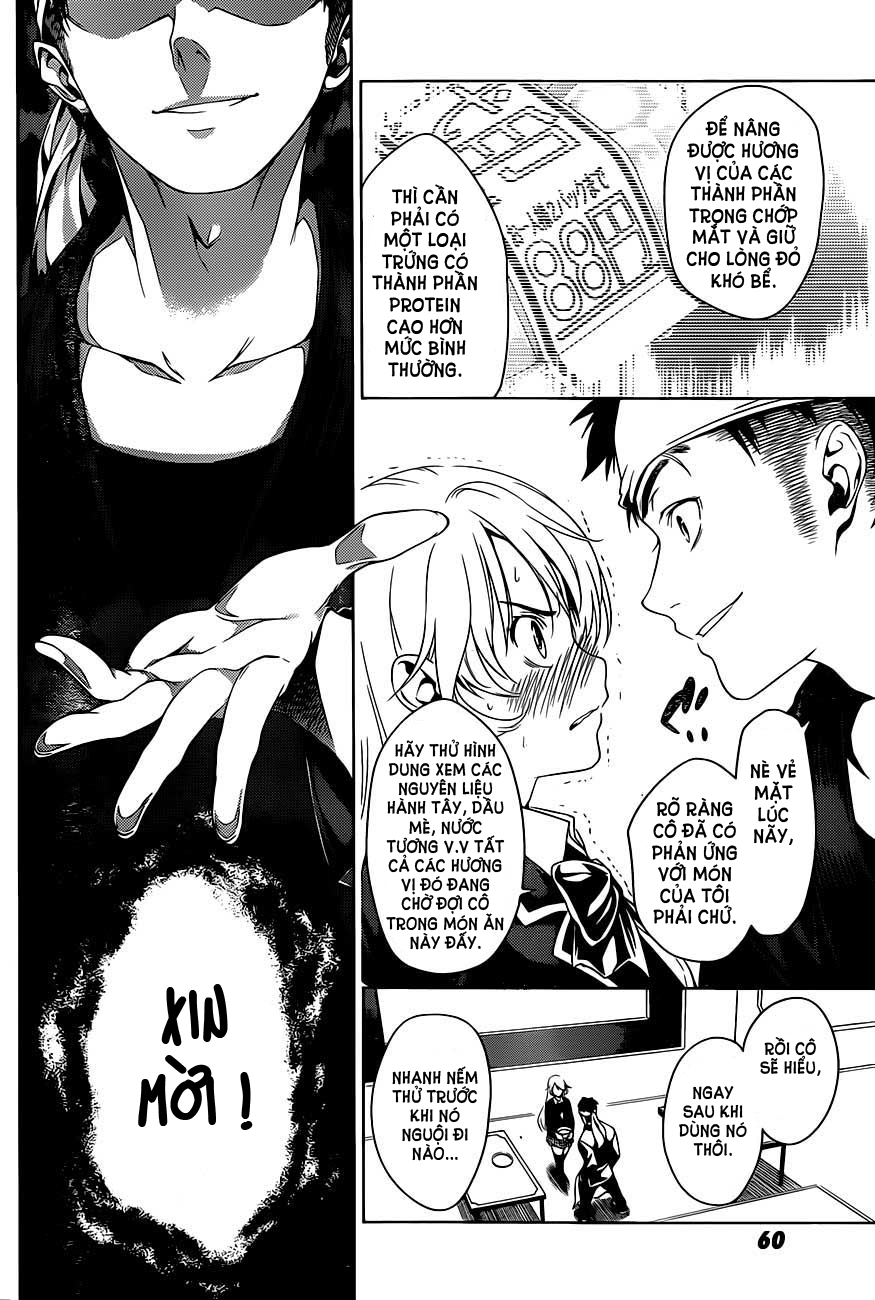 ĐỂ NÂNG
ĐƯỢC HƯƠNG
VỊ CỦA CÁC
THÀNH PHẦN
TRONG CHỚP
MẮT VÀ GIỮ
CHO LÒNG ĐỎ
KHÓ BỂ.
THÌ CẦN
PHẢI CÓ
MỘT LOẠI
TRỨNG CÓ
THÀNH PHẦN
PROTEIN
CAO HƠN
MỨC BÌNH
THƯỜNG.
88円
NÈ VẺ
MẶT LÚC
NÃY,
RÕ RÀNG
CÔ ĐÃ CÓ
PHẢN ỨNG
VỚI MÓN
CỦA TÔI
PHẢI CHỨ.
HÃY THỬ HÌNH
DUNG XEM CÁC
NGUYÊN LIỆU
HÀNH TÂY, DẦU
MÈ, NƯỚC
TƯƠNG V.V TẤT
CẢ CÁC HƯƠNG
VỊ ĐÓ ĐANG
CHỜ ĐỢI CÔ
TRONG MÓN ĂN
NÀY ĐẤY.
RỒI CÔ
SẼ HIỂU,
NGAY
SAU KHI
DÙNG NÓ
THÔI.
NHANH NẾM
THỬ TRƯỚC
KHI NÓ
NGUỘI ĐI
NÀO...
XIN
MỜI !
60